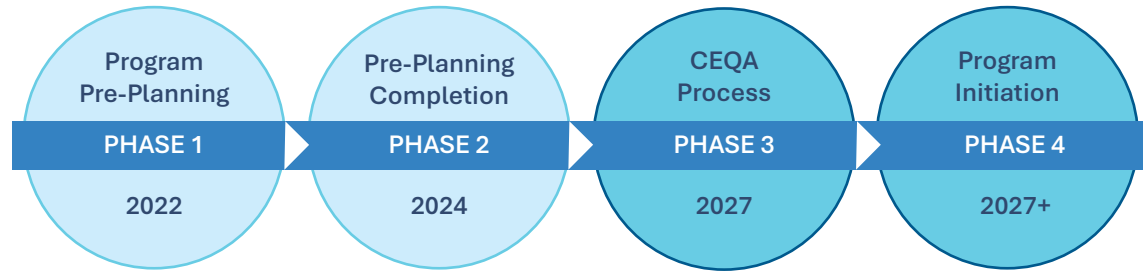 Program
Pre-Planning
PHASE 1
2022
Pre-Planning
Completion
PHASE 2
2024
CEQA
Process
PHASE 3
2027
Program
Initiation
PHASE 4
2027+